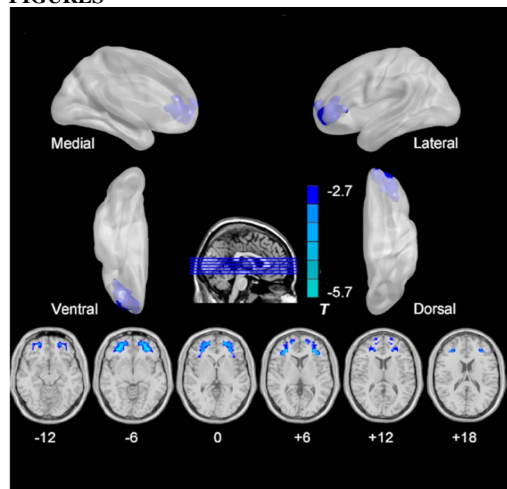 FIGURES
Medial
Lateral
-2.7
-5.7
T
Ventral
Dorsal
-12
-6
0
+6
+12
+18